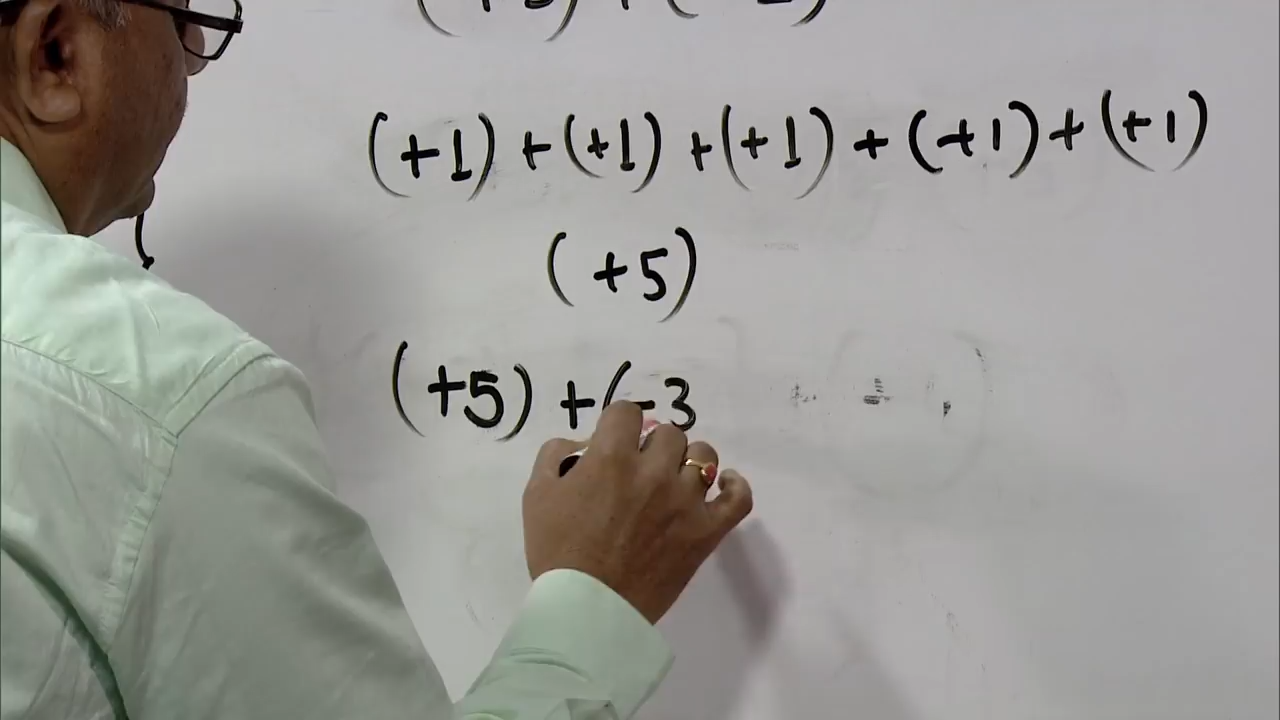 (+1) + (+1) + (+1) + (+1) + (+1)
(+5)
(+5) + (-3